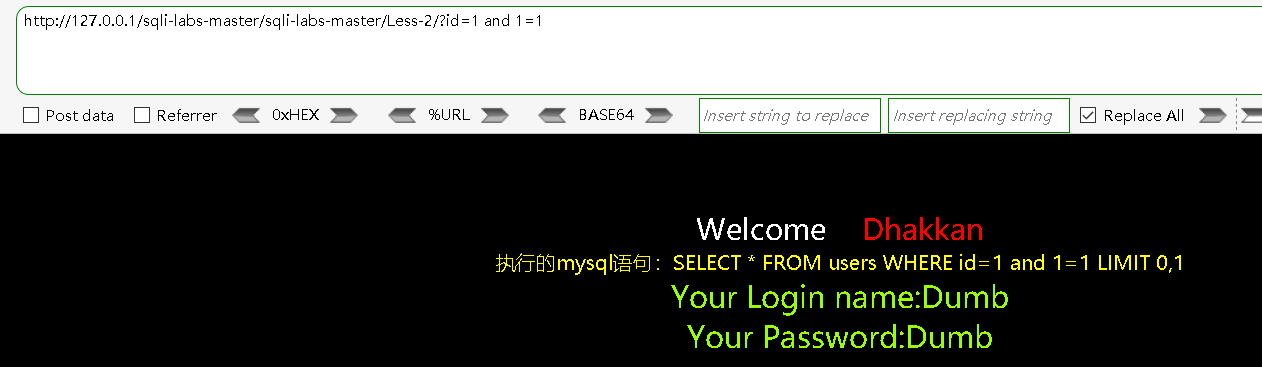 http://127.0.0.1/sqli-labs-master/sqli-labs-master/Less-2/?id=1 and 1=1
Post data Referrer 0xHEX %URL BASE64 Insert string to replace Insert replacing string Replace All
Welcome Dhakkan
执行的mysql语句：SELECT * FROM users WHERE id=1 and 1=1 LIMIT 0,1
Your Login name:Dumb
Your Password:Dumb